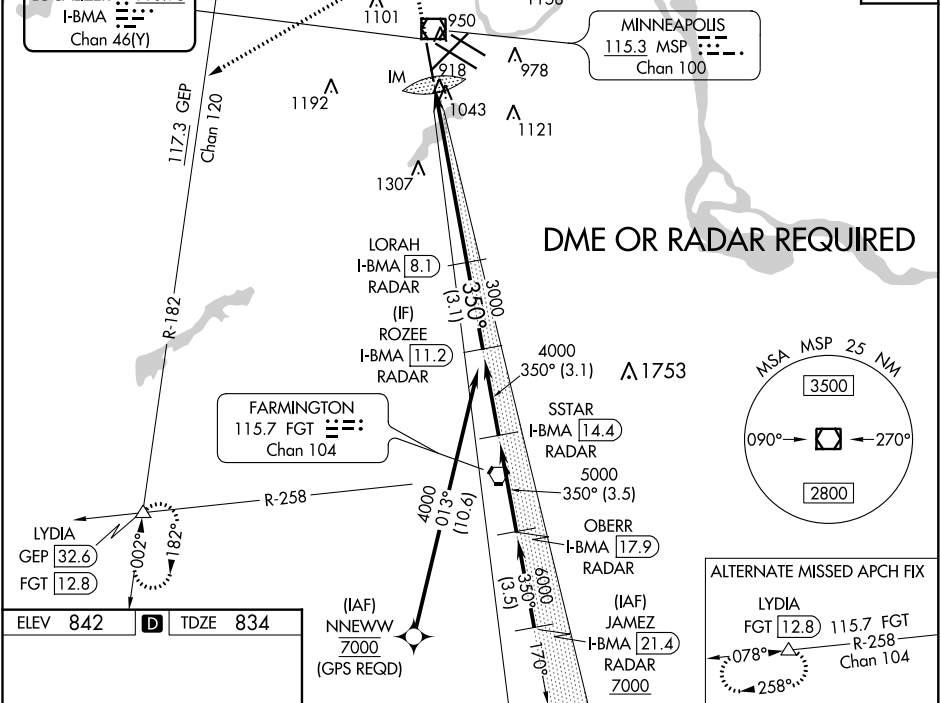 I-BMA
Chan 46(Y)
1101
950
MINNEAPOLIS
115.3 MSP
Chan 100
918
978
IM
1192
1043
1121
117.3 GEP
Chan 120
1307
DME OR RADAR REQUIRED
LORAH
I-BMA 8.1
RADAR
3000
350°
(3.1)
(IF)
ROZEE
I-BMA 11.2
RADAR
R-182
4000
350° (3.1)
1753
MSA MSP 25 NM
3500
090°
270°
2800
FARMINGTON
115.7 FGT
Chan 104
SSTAR
I-BMA 14.4
RADAR
5000
350° (3.5)
R-258
4000
013°
(10.6)
LYDIA
GEP 32.6
FGT 12.8
002°
182°
OBERR
I-BMA 17.9
RADAR
6000
350°
(3.5)
(IAF)
NNEWW
7000
(GPS REQD)
(IAF)
JAMEZ
I-BMA 21.4
RADAR
7000
170°
ELEV 842 D TDZE 834
ALTERNATE MISSED APCH FIX
LYDIA
FGT 12.8 115.7 FGT
R-258
Chan 104
078°
258°